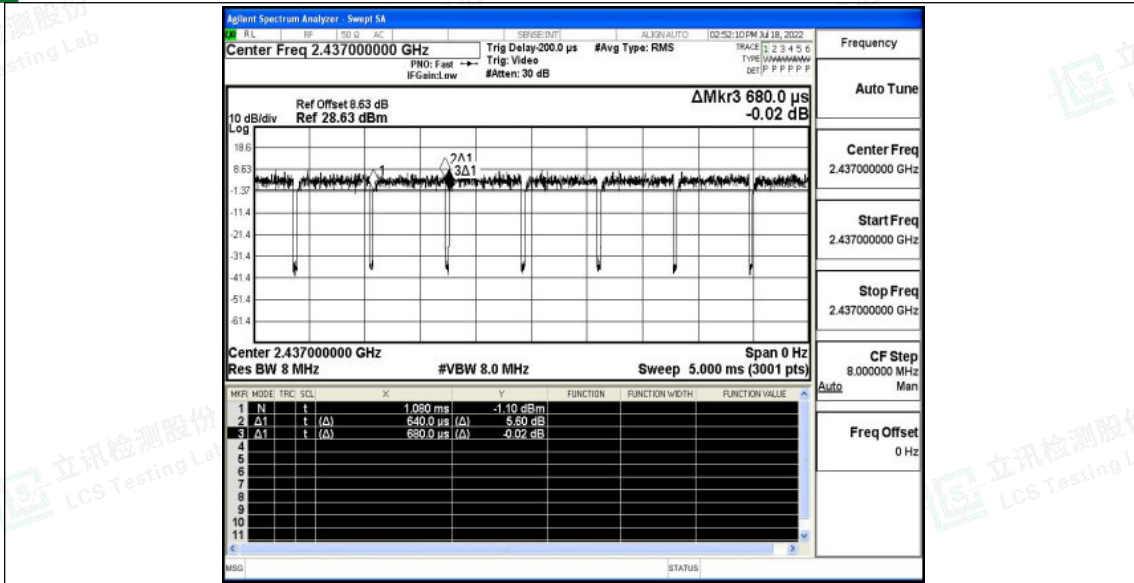 Agilent Spectrum Analyzer - Swept SA
RL RF 50 Ω AC SENSE:INT ALIGN AUTO 02:52:10 PM Jul 18, 2022
Center Freq 2.437000000 GHz
PNO: Fast
IFGain:Low
Trig Delay-200.0 µs
Trig: Video
#Atten: 30 dB
#Avg Type: RMS
TRACE 1 2 3 4 5 6
TYPE
DET P P P P P P
ΔMkr3 680.0 µs
-0.02 dB
Ref Offset 8.63 dB
10 dB/div Ref 28.63 dBm
Log
18.6
8.63
-1.37
-11.4
-21.4
-31.4
-41.4
-51.4
-61.4
1
2Δ1
3Δ1
Center 2.437000000 GHz Span 0 Hz
Res BW 8 MHz #VBW 8.0 MHz Sweep 5.000 ms (3001 pts)
MKR MODE TRC SCL X Y FUNCTION FUNCTION WIDTH FUNCTION VALUE
1 N t 1.080 ms -1.10 dBm
2 Δ1 t (Δ) 640.0 µs (Δ) 5.60 dB
3 Δ1 t (Δ) 680.0 µs (Δ) -0.02 dB
4
5
6
7
8
9
10
11
MSG STATUS
Frequency
Auto Tune
Center Freq
2.437000000 GHz
Start Freq
2.437000000 GHz
Stop Freq
2.437000000 GHz
CF Step
8.000000 MHz
Auto Man
Freq Offset
0 Hz
立讯检测股份
LCS Testing Lab
立讯检测股份
LCS Testing L